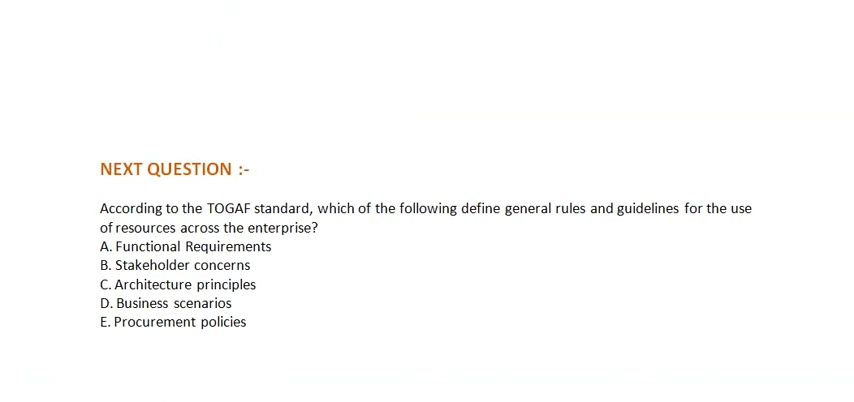 NEXT QUESTION :-
According to the TOGAF standard, which of the following define general rules and guidelines for the use
of resources across the enterprise?
A. Functional Requirements
B. Stakeholder concerns
C. Architecture principles
D. Business scenarios
E. Procurement policies